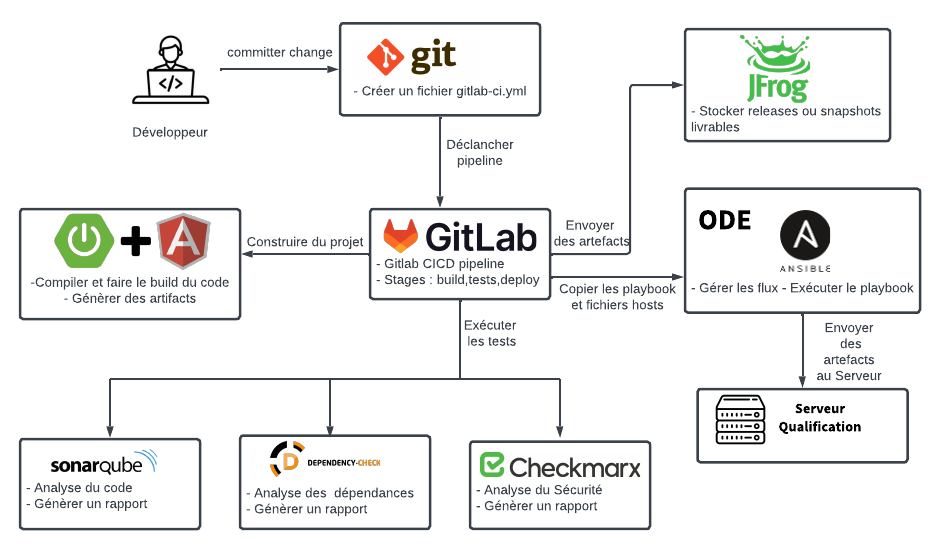 committer change
Développeur
git
- Créer un fichier gitlab-ci.yml
JFrog
- Stocker releases ou snapshots
livrables
Déclancher
pipeline
Construire du projet
-Compiler et faire le build du code
- Génèrer des artifacts
GitLab
- Gitlab CICD pipeline
- Stages : build,tests,deploy
Envoyer
des artefacts
Copier les playbook
et fichiers hosts
ODE
ANSIBLE
- Gérer les flux - Exécuter le playbook
Exécuter
les tests
Envoyer
des
artefacts
au Serveur
Serveur
Qualification
sonarqube
- Analyse du code
- Génèrer un rapport
DEPENDENCY-CHECK
- Analyse des dépendances
- Génèrer un rapport
Checkmarx
- Analyse du Sécurité
- Génèrer un rapport